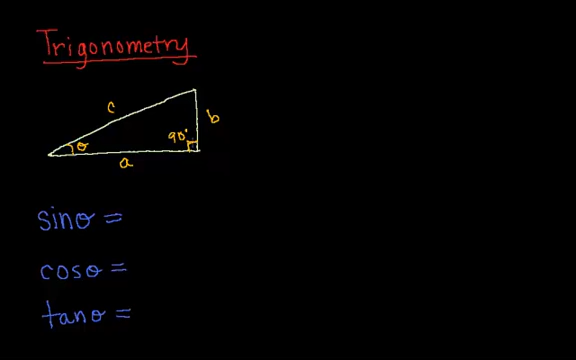 Trigonometry
c
b
θ
90°
a
sinθ =
cosθ =
tanθ =